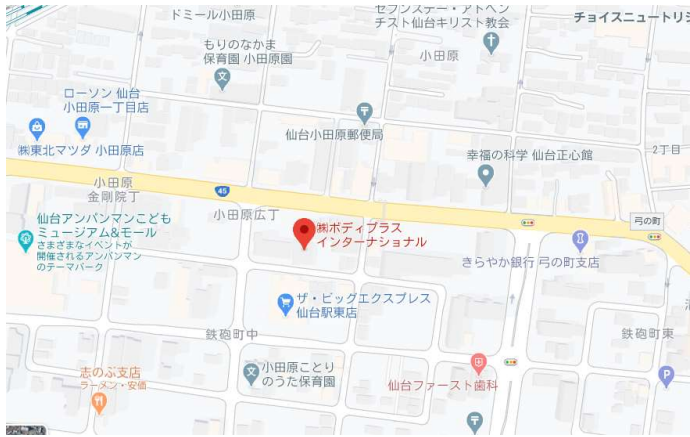 ドミール小田原
セブンスデー・アドベン
チスト仙台キリスト教会
チョイスニュートリシ
もりのなかま
保育園 小田原園
小田原
ローソン 仙台
小田原一丁目店
仙台小田原郵便局
㈱東北マツダ 小田原店
幸福の科学 仙台正心館
2丁目
小田原
金剛院丁
45
小田原広丁
弓の町
仙台アンパンマンこども
ミュージアム&モール
さまざまなイベントが
開催されるアンパンマン
のテーマパーク
㈱ボディプラス
インターナショナル
きらやか銀行 弓の町支店
ザ・ビッグエクスプレス
仙台駅東店
鉄砲町中
鉄砲町東
小田原ことり
のうた保育園
仙台ファースト歯科
志のぶ支店
ラーメン・安価
P